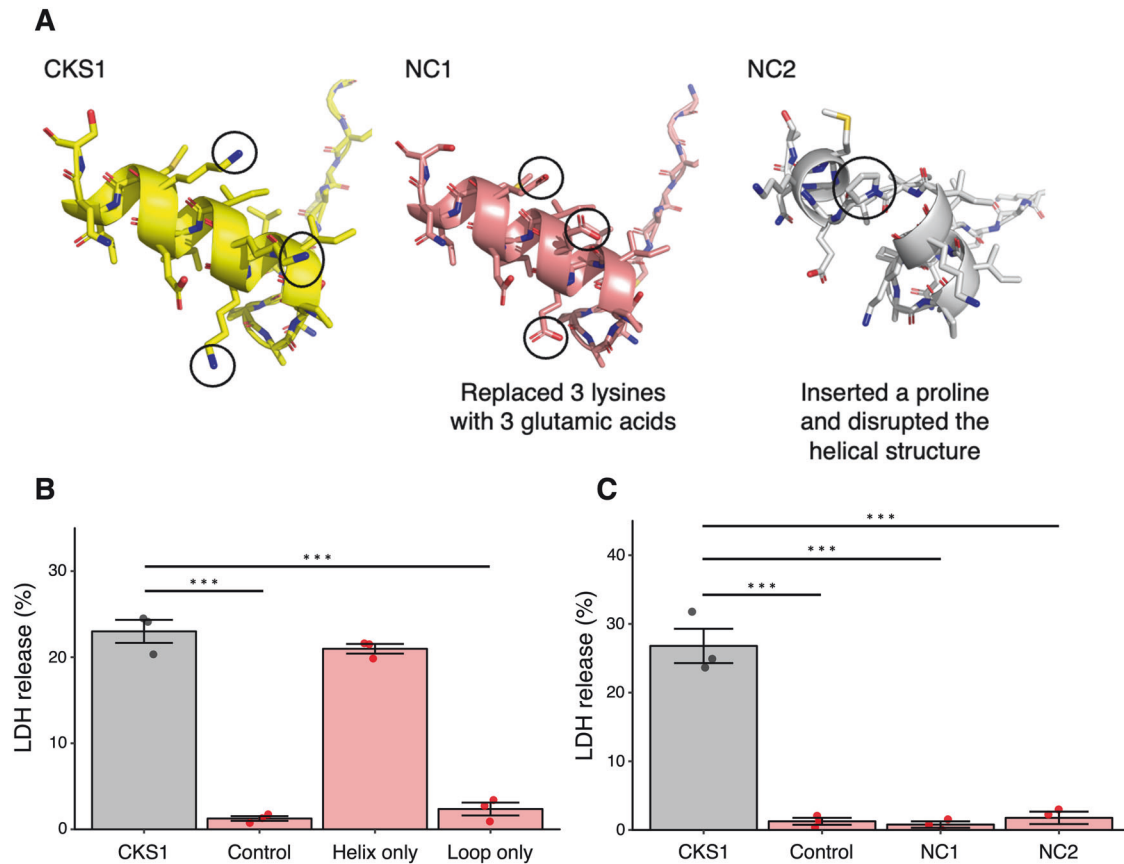 A
CKS1
NC1
NC2
Replaced 3 lysines
with 3 glutamic acids
Inserted a proline
and disrupted the
helical structure
B
LDH release (%)
30
20
10
0
***
***
CKS1
Control
Helix only
Loop only
C
LDH release (%)
40
30
20
10
0
***
***
***
CKS1
Control
NC1
NC2